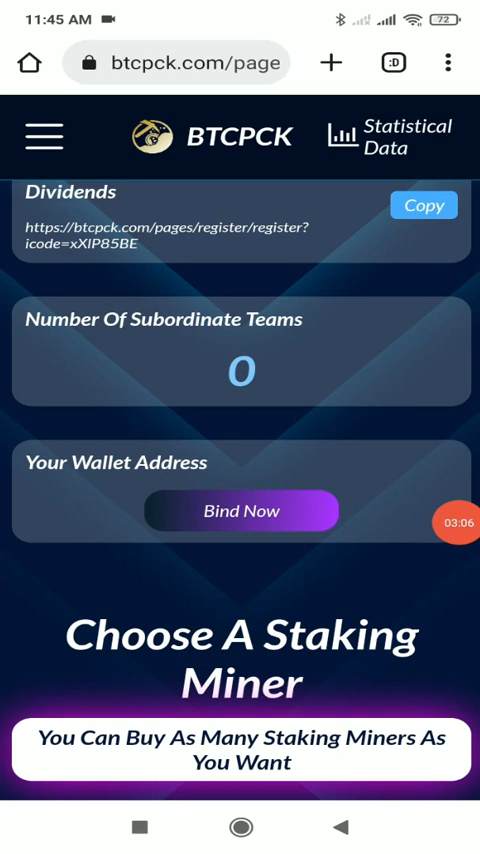 11:45 AM
72
btcpck.com/page
:D
BTCPCK
Statistical
Data
Dividends
Copy
https://btcpck.com/pages/register/register?
icode=xXIP85BE
Number Of Subordinate Teams
0
Your Wallet Address
Bind Now
03:06
Choose A Staking
Miner
You Can Buy As Many Staking Miners As
You Want